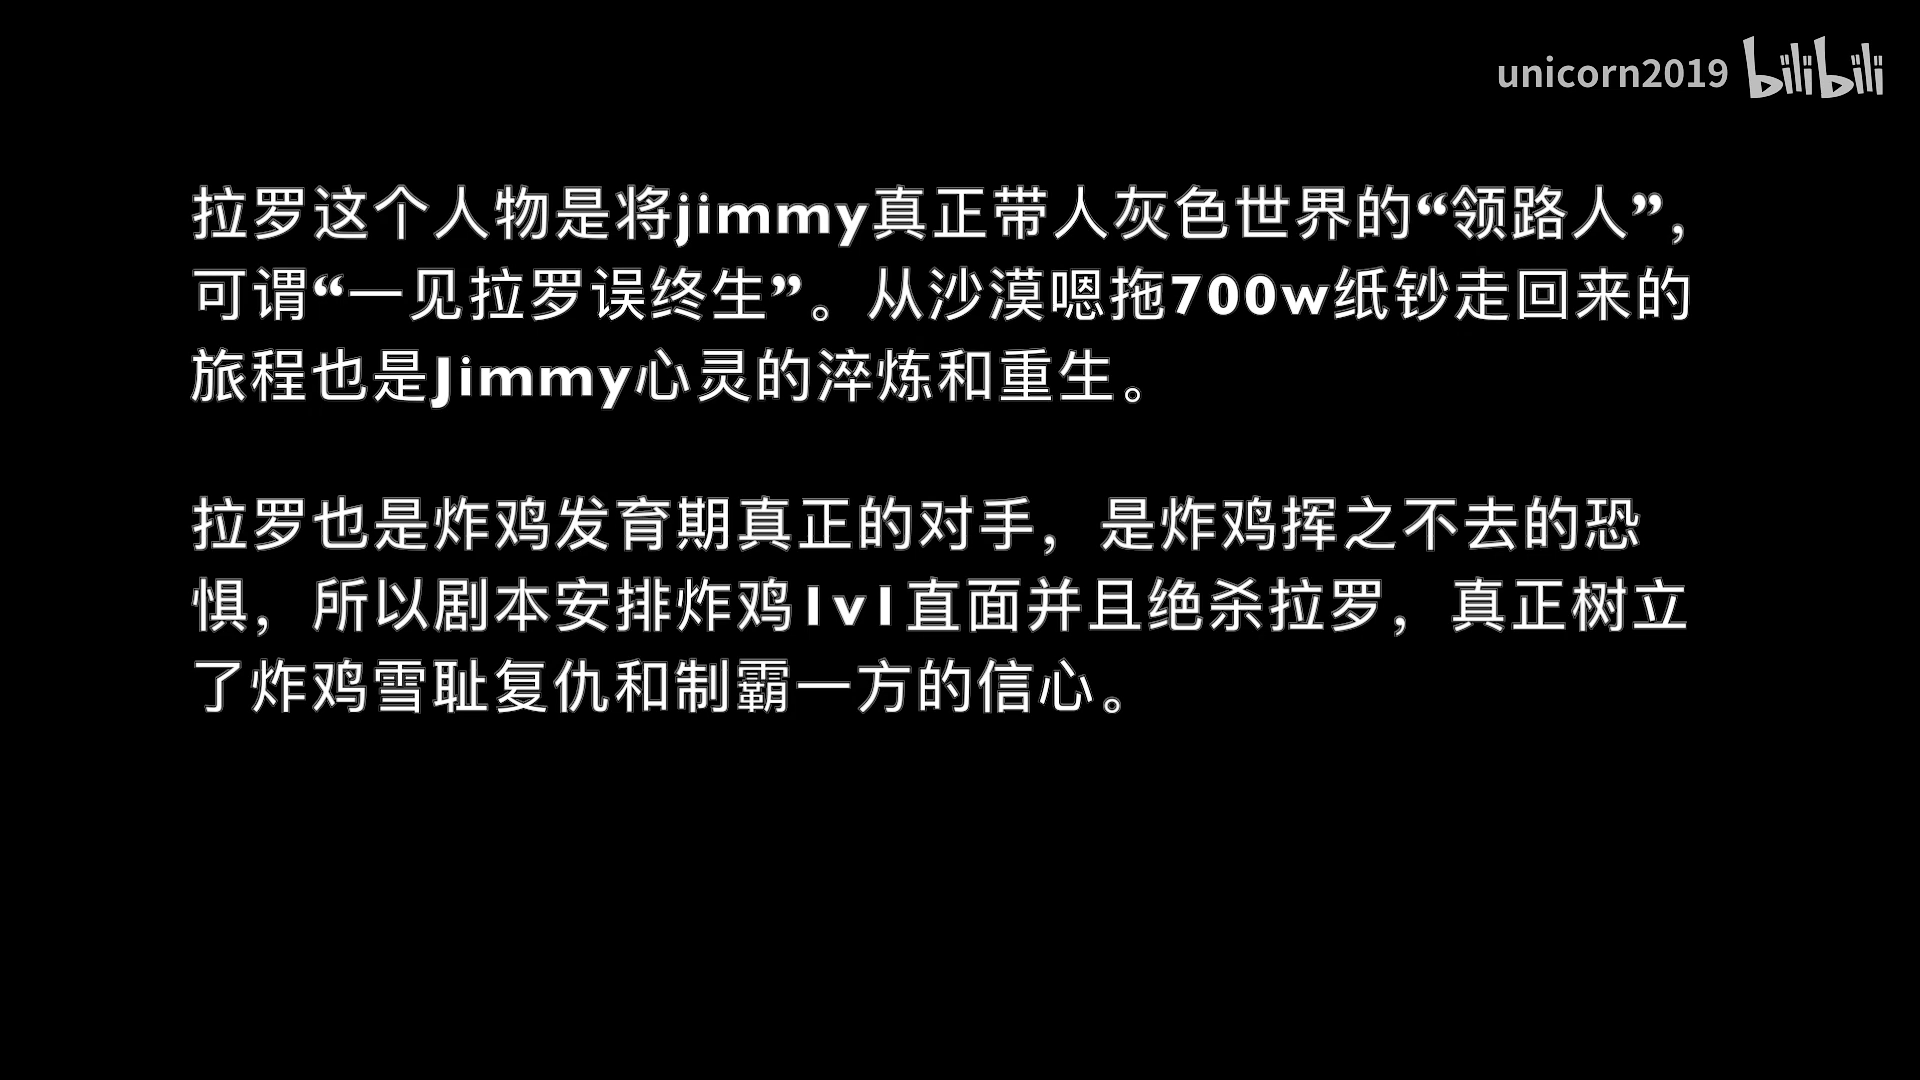 unicorn2019 bilibili
拉罗这个人物是将jimmy真正带人灰色世界的“领路人”，
可谓“一见拉罗误终生”。从沙漠嗯拖700w纸钞走回来的
旅程也是Jimmy心灵的淬炼和重生。
拉罗也是炸鸡发育期真正的对手，是炸鸡挥之不去的恐
惧，所以剧本安排炸鸡1v1直面并且绝杀拉罗，真正树立
了炸鸡雪耻复仇和制霸一方的信心。